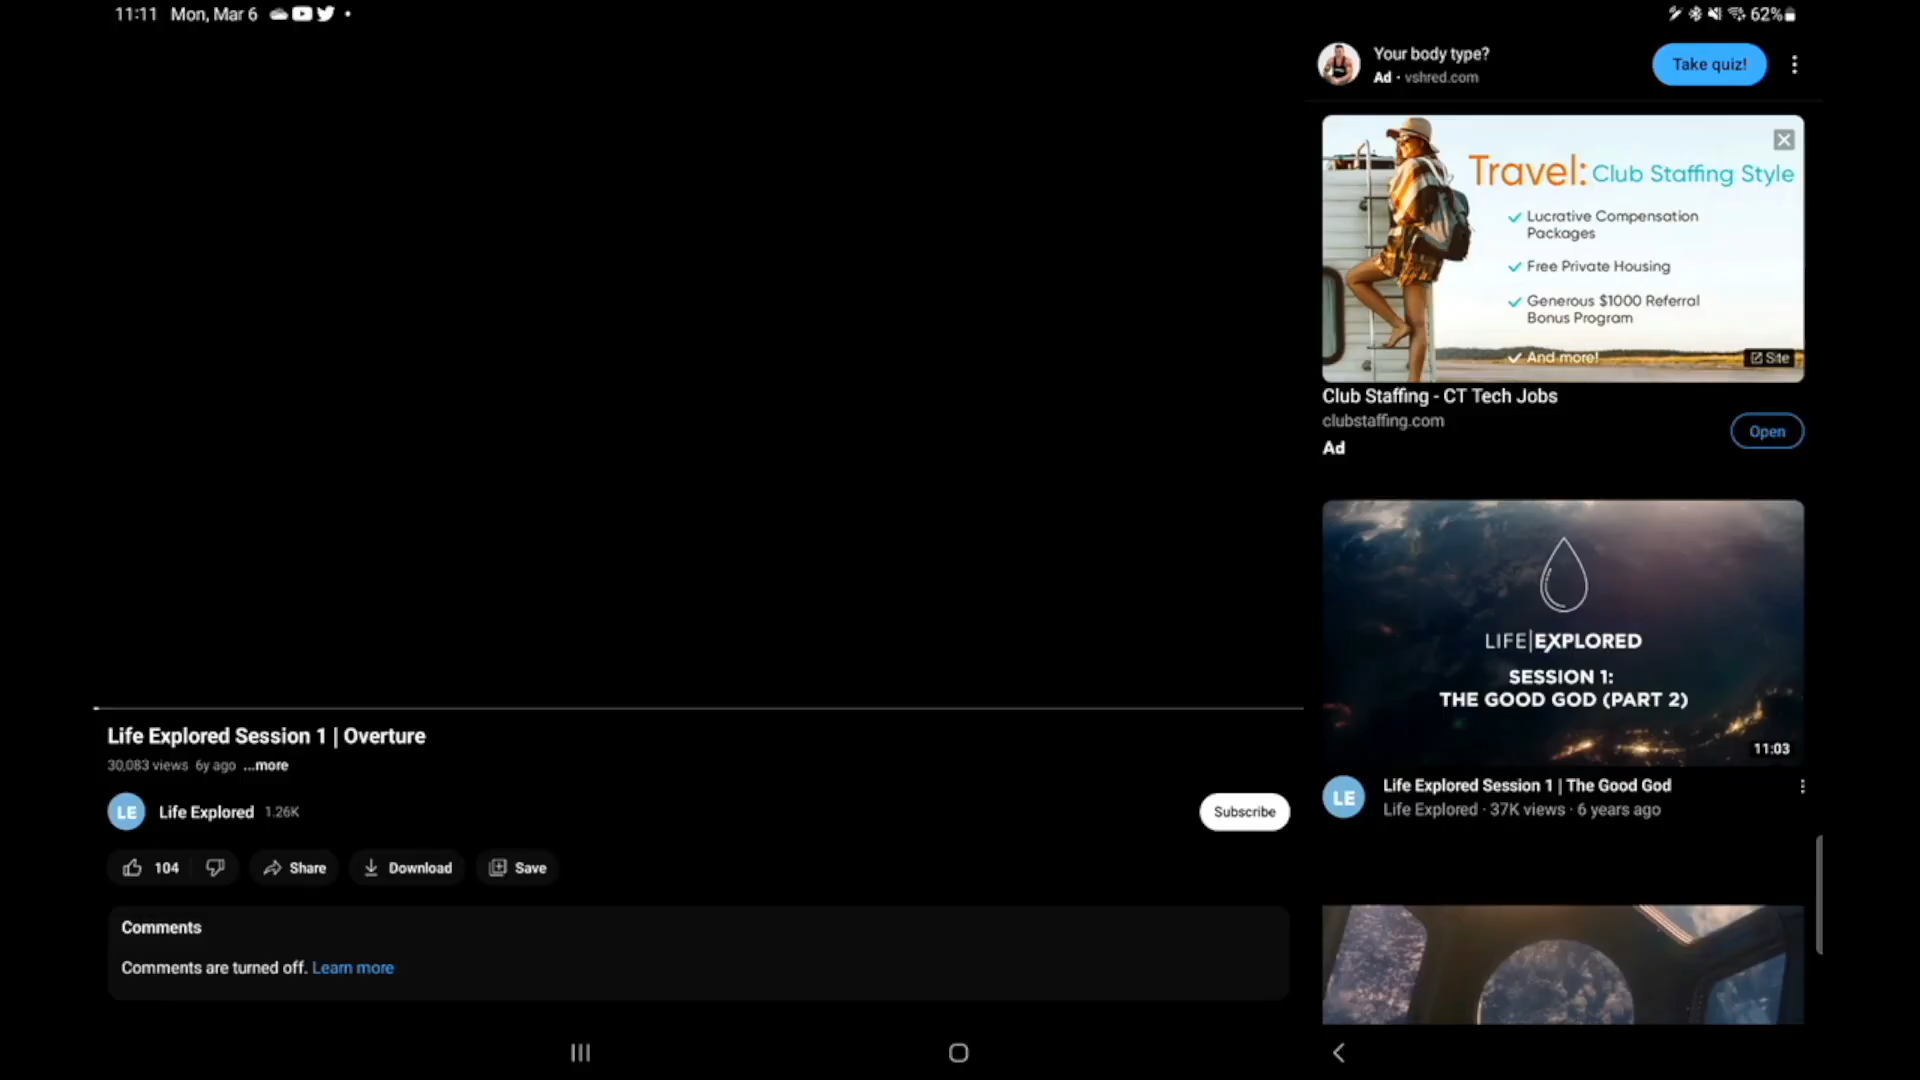 11:11 Mon, Mar 6
62%
Your body type?
Ad • vshred.com
Take quiz!
Travel: Club Staffing Style
Lucrative Compensation
Packages
Free Private Housing
Generous $1000 Referral
Bonus Program
And more!
Site
Club Staffing - CT Tech Jobs
clubstaffing.com
Ad
Open
LIFE|EXPLORED
SESSION 1:
THE GOOD GOD (PART 2)
11:03
LE
Life Explored Session 1 | The Good God
Life Explored · 37K views · 6 years ago
Life Explored Session 1 | Overture
30,083 views 6y ago ...more
LE
Life Explored 1.26K
Subscribe
104
Share
Download
Save
Comments
Comments are turned off. Learn more